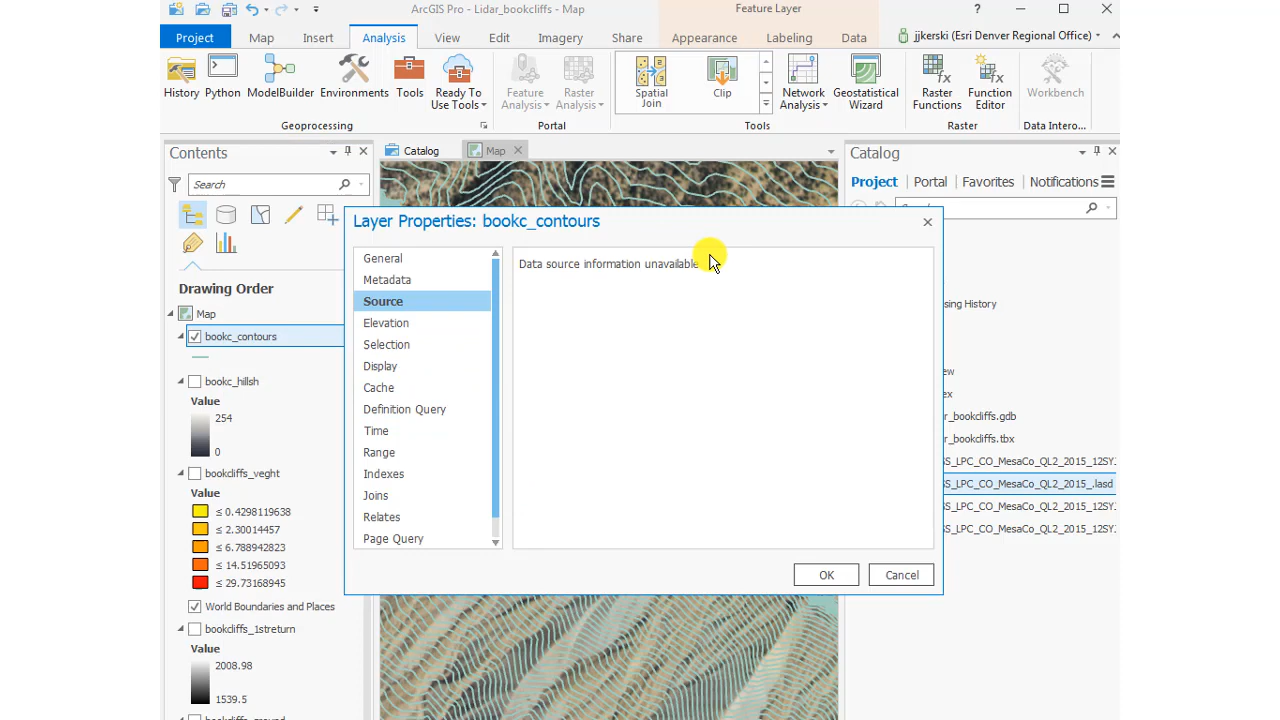 ArcGIS Pro - Lidar_bookcliffs - Map
Feature Layer
?
Project
Map
Insert
Analysis
View
Edit
Imagery
Share
Appearance
Labeling
Data
jjkerski (Esri Denver Regional Office)
History
Python
ModelBuilder
Environments
Tools
Ready To
Use Tools
Feature
Analysis
Raster
Analysis
Spatial
Join
Clip
Network
Analysis
Geostatistical
Wizard
Raster
Functions
Function
Editor
Workbench
Geoprocessing
Portal
Tools
Raster
Data Intero...
Contents
Search
Drawing Order
Map
bookc_contours
bookc_hillsh
Value
254
0
bookcliffs_veght
Value
≤ 0.4298119638
≤ 2.30014457
≤ 6.788942823
≤ 14.51965093
≤ 29.73168945
World Boundaries and Places
bookcliffs_1streturn
Value
2008.98
1539.5
Catalog
Map
Layer Properties: bookc_contours
General
Metadata
Source
Elevation
Selection
Display
Cache
Definition Query
Time
Range
Indexes
Joins
Relates
Page Query
Data source information unavailable
OK
Cancel
Catalog
Project
Portal
Favorites
Notifications
sing History
ew
ex
r_bookcliffs.gdb
r_bookcliffs.tbx
S_LPC_CO_MesaCo_QL2_2015_12SY.
S_LPC_CO_MesaCo_QL2_2015_.lasd
S_LPC_CO_MesaCo_QL2_2015_12SY.
S_LPC_CO_MesaCo_QL2_2015_12SY.